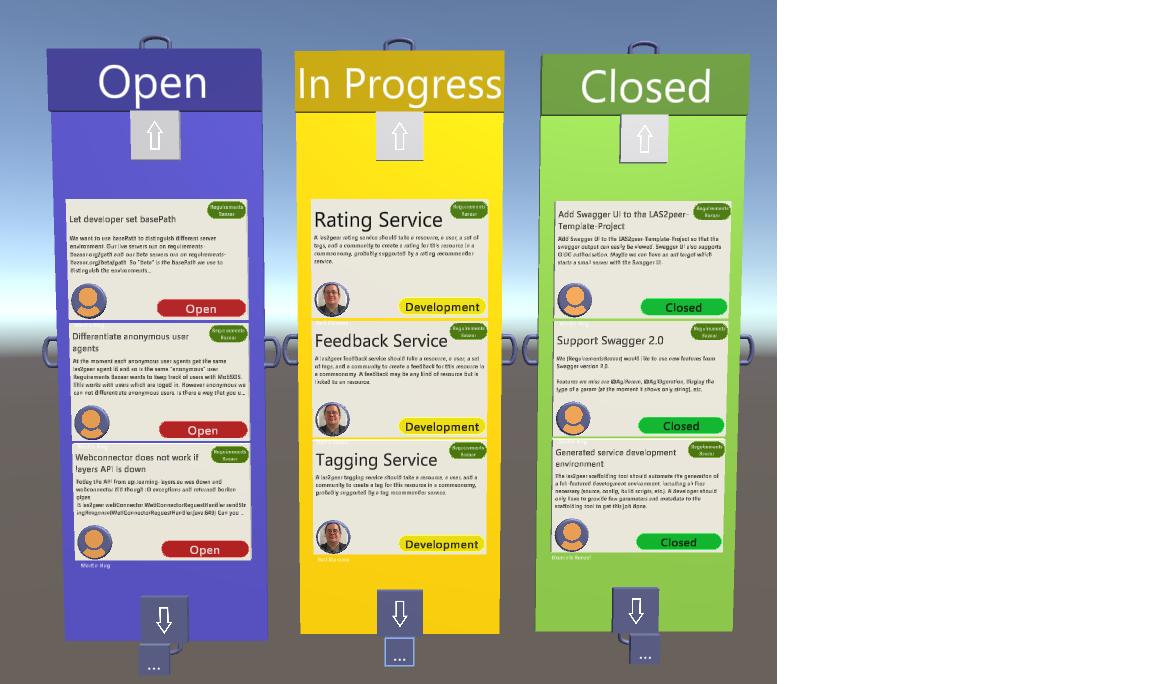 Open
Let developer set basePath
Requirements
Bazaar
We want to use basePath to distinguish different server
environment. Our live servers run on requirements-
bazaar.org/path and our beta servers run on requirements-
bazaar.org/beta/path. So "beta" is the basePath we use to
distinguish the environments...
Open
Differentiate anonymous user
agents
Requirements
Bazaar
At the moment each anonymous user agents get the same
las2peer agent id and so is the same "anonymous" user
Requirements Bazaar wants to keep track of users with MobSOS.
This works with users which are loged in. However anonymous we
can not differentiate anonymous users. Is there a way that you u...
Open
Webconnector does not work if
layers API is down
Requirements
Bazaar
Today the API from api.learning-layers.eu was down and
webconnector did though IO exceptions and returned borken
pipes
Can you ...
Open
Martin Hug
In Progress
Rating Service
Requirements
Bazaar
A las2peer rating service should take a resource, a user, a set of
tags, and a community to create a rating for this resource in a
commsonomy, probably supported by a rating recommender
service.
Development
Feedback Service
Requirements
Bazaar
A las2peer feedback service should take a resource, a user, a set
of tags, and a community to create a feedback for this resource in
a commsonomy. A feedback may be any kind of resource but is
linked to an resource.
Development
Tagging Service
Requirements
Bazaar
A las2peer tagging service should take a resource, a user, and a
community to create a tag for this resource in a commsonomy,
probably supported by a tag recommender service.
Development
...
Closed
Add Swagger UI to the LAS2peer-
Template-Project
Requirements
Bazaar
Add Swagger UI to the LAS2peer-Template-Project so that the
swagger output can easily be viewed. Swagger UI also supports
OIDC authorisation. Maybe we can have an ant target which
starts a small server with the Swagger UI.
Closed
Support Swagger 2.0
Requirements
Bazaar
We (RequirementsBazaar) would like to use new features from
Swagger version 2.0.
Features we miss are @ApiParam, @ApiOperation, Display the
type of a param (at the moment it shows only string), etc.
Closed
Generated service development
environment
Requirements
Bazaar
The las2peer scaffolding tool should automate the generation of
a full-featured development environment, including all files
necessary (source, config, build scripts, etc.). A developer should
only have to provide few parameters and metadata to the
scaffolding tool to get this job done.
Closed
...
...